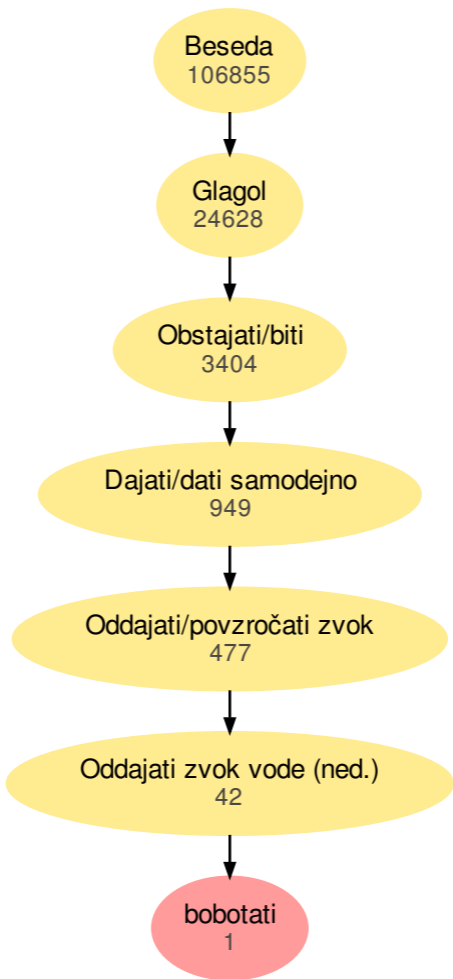 Beseda
106855
Glagol
24628
Obstajati/biti
3404
Dajati/dati samodejno
949
Oddajati/povzročati zvok
477
Oddajati zvok vode (ned.)
42
bobotati
1